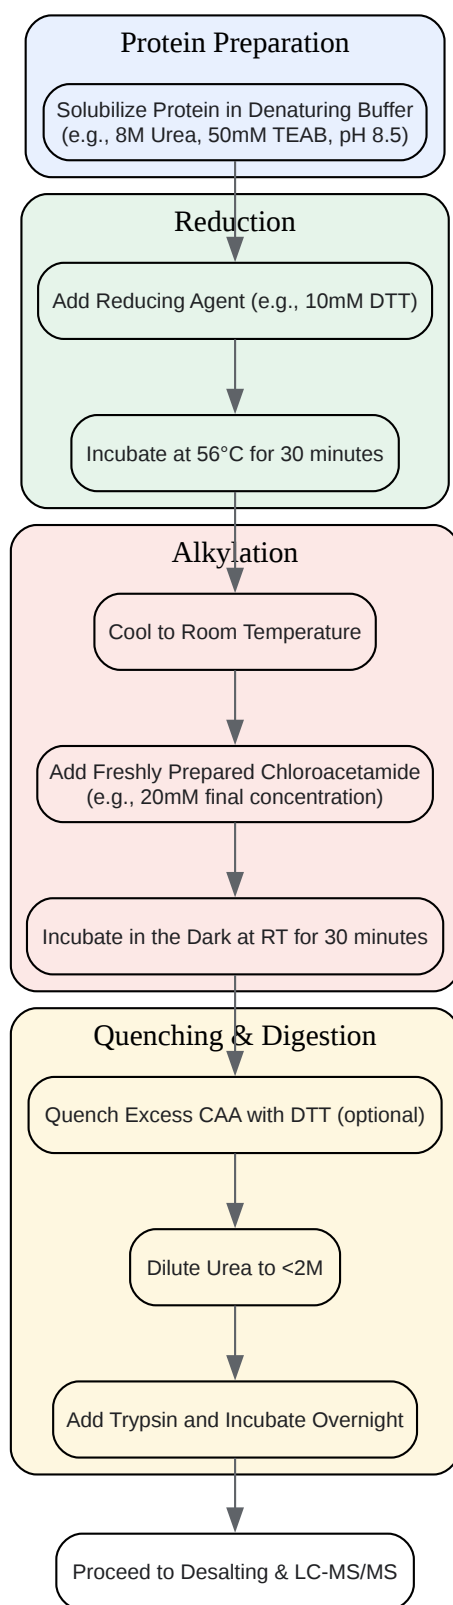 Protein Preparation
Solubilize Protein in Denaturing Buffer
(e.g., 8M Urea, 50mM TEAB, pH 8.5)
Reduction
Add Reducing Agent (e.g., 10mM DTT)
Incubate at 56°C for 30 minutes
Alkylation
Cool to Room Temperature
Add Freshly Prepared Chloroacetamide
(e.g., 20mM final concentration)
Incubate in the Dark at RT for 30 minutes
Quenching & Digestion
Quench Excess CAA with DTT (optional)
Dilute Urea to <2M
Add Trypsin and Incubate Overnight
Proceed to Desalting & LC-MS/MS